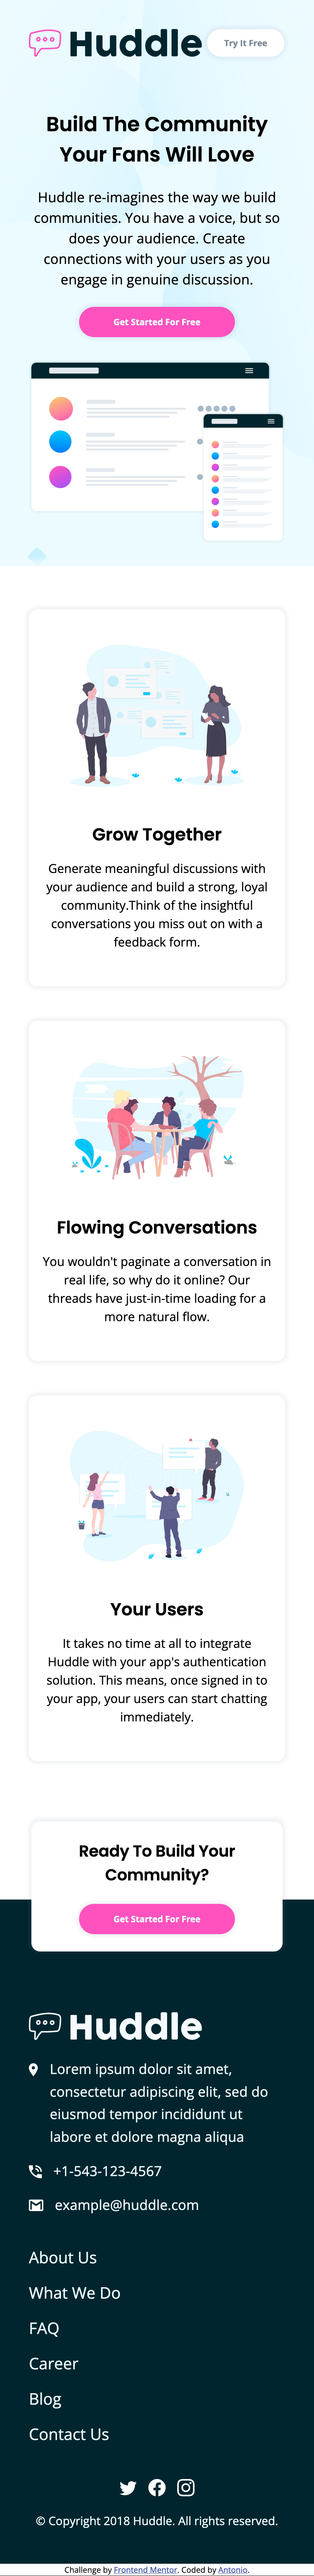 Huddle
Try It Free
Build The Community
Your Fans Will Love
Huddle re-imagines the way we build
communities. You have a voice, but so
does your audience. Create
connections with your users as you
engage in genuine discussion.
Get Started For Free
Grow Together
Generate meaningful discussions with
your audience and build a strong, loyal
community.Think of the insightful
conversations you miss out on with a
feedback form.
Flowing Conversations
You wouldn't paginate a conversation in
real life, so why do it online? Our
threads have just-in-time loading for a
more natural flow.
Your Users
It takes no time at all to integrate
Huddle with your app's authentication
solution. This means, once signed in to
your app, your users can start chatting
immediately.
Ready To Build Your
Community?
Get Started For Free
Huddle
Lorem ipsum dolor sit amet,
consectetur adipiscing elit, sed do
eiusmod tempor incididunt ut
labore et dolore magna aliqua
+1-543-123-4567
example@huddle.com
About Us
What We Do
FAQ
Career
Blog
Contact Us
© Copyright 2018 Huddle. All rights reserved.
Challenge by Frontend Mentor. Coded by Antonio.